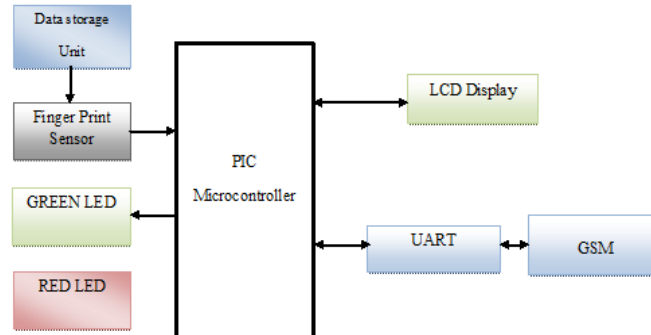 Data storage
Unit
Finger Print
Sensor
LCD Display
PIC
Microcontroller
GREEN LED
UART
GSM
RED LED